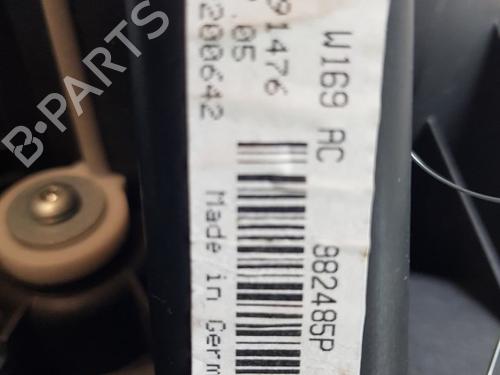 B-PARTS
W169 AC
91476
.05
200642
982485P
Made in Germ